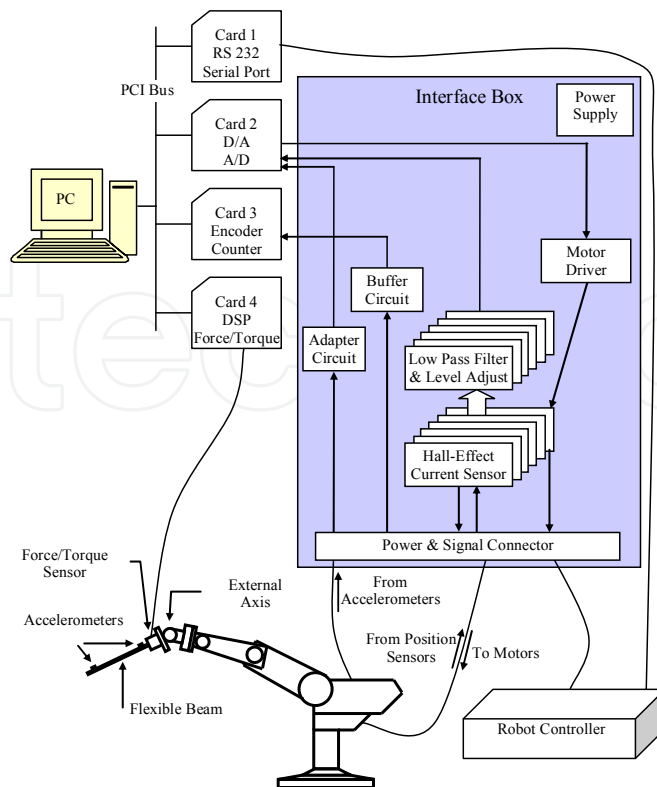 Card 1
RS 232
Serial Port
PCI Bus
Interface Box
Power
Supply
Card 2
D/A
A/D
PC
Card 3
Encoder
Counter
Motor
Driver
Buffer
Circuit
Card 4
DSP
Force/Torque
Adapter
Circuit
Low Pass Filter
& Level Adjust
Hall-Effect
Current Sensor
Power & Signal Connector
Force/Torque
Sensor
External
Axis
From
Accelerometers
Accelerometers
From Position
Sensors
To Motors
Flexible Beam
Robot Controller